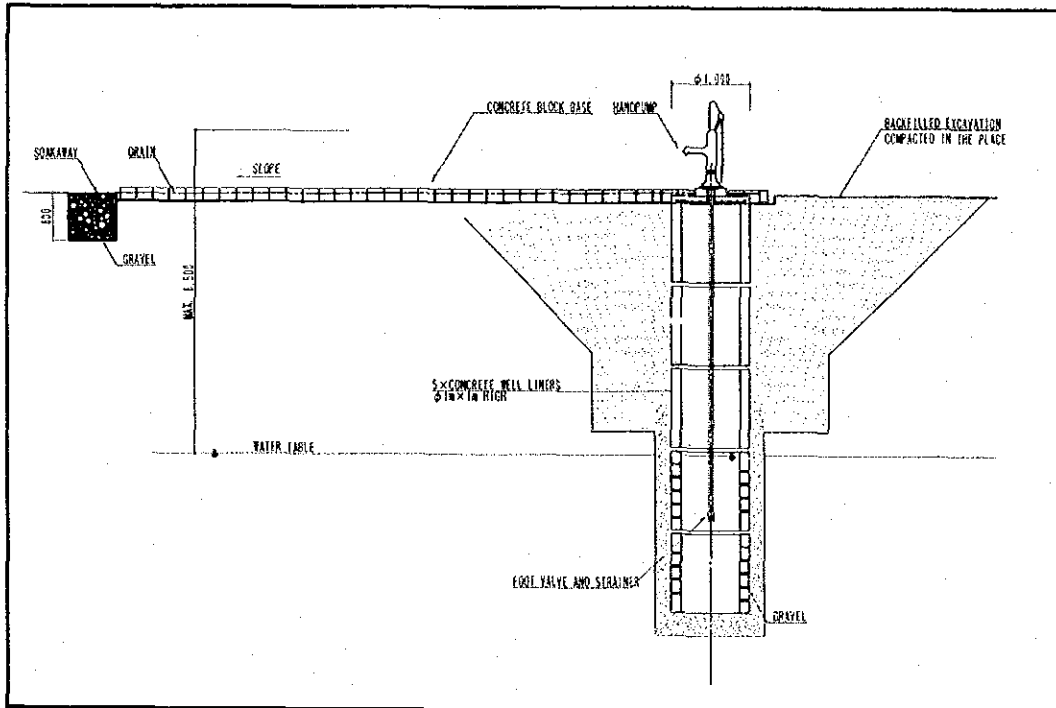 φ1.000
CONCRETE BLOCK BASE
HANDPUMP
BACKFILLED EXCAVATION
COMPACTED IN THE PLACE
SOAKAWAY
DRAIN
SLOPE
600
GRAVEL
MAX. 6.500
5×CONCRETE WELL LINERS
φ1m×1m HIGH
WATER TABLE
FOOT VALVE AND STRAINER
GRAVEL